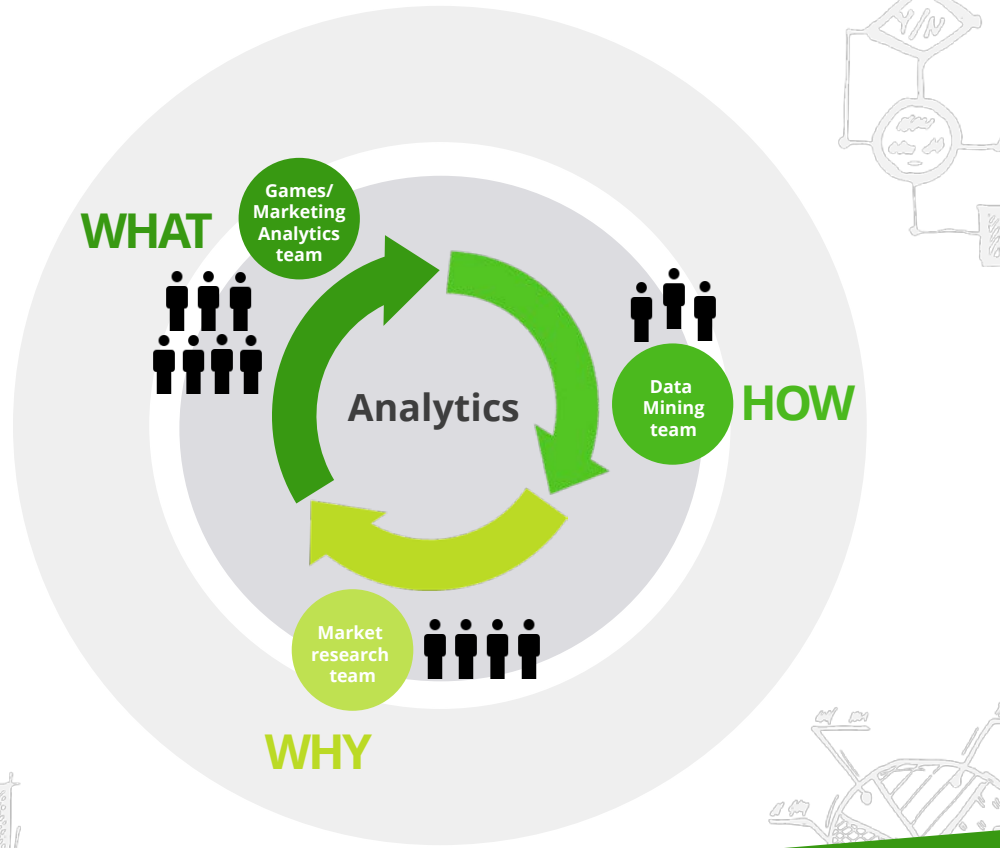 Y/N
Games/
Marketing
Analytics
team
WHAT
Analytics
Data
Mining
team
HOW
Market
research
team
WHY